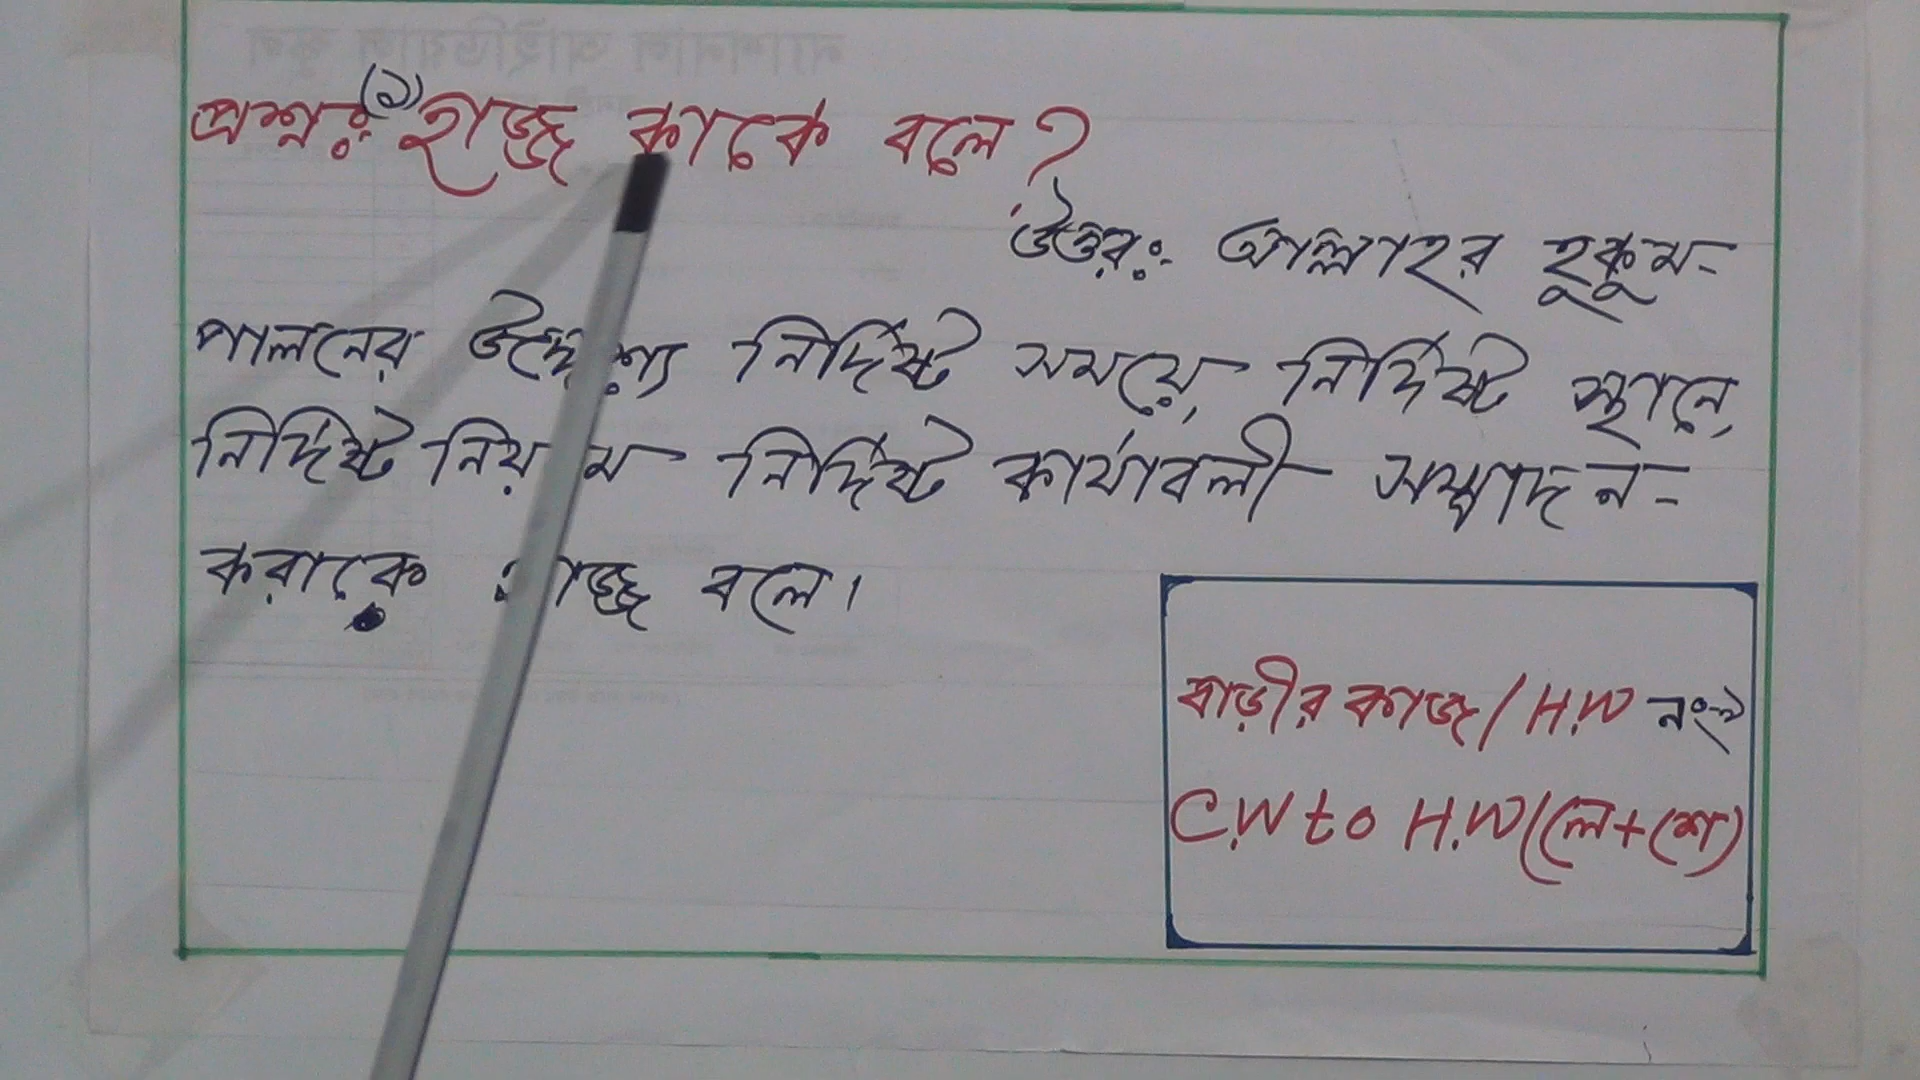 প্রশ্নঃ (১) হাজ্জ কাকে বলে?
উত্তরঃ- আল্লাহর হুকুম-
পালনের উদ্দেশ্যে নির্দিষ্ট সময়ে, নির্দিষ্ট স্থানে,
নির্দিষ্ট নিয়মে নির্দিষ্ট কার্যাবলী সম্পাদন-
করাকে হাজ্জ বলে।
বাড়ীর কাজ/H.W নং-১
C.W to H.W(লে+শে)